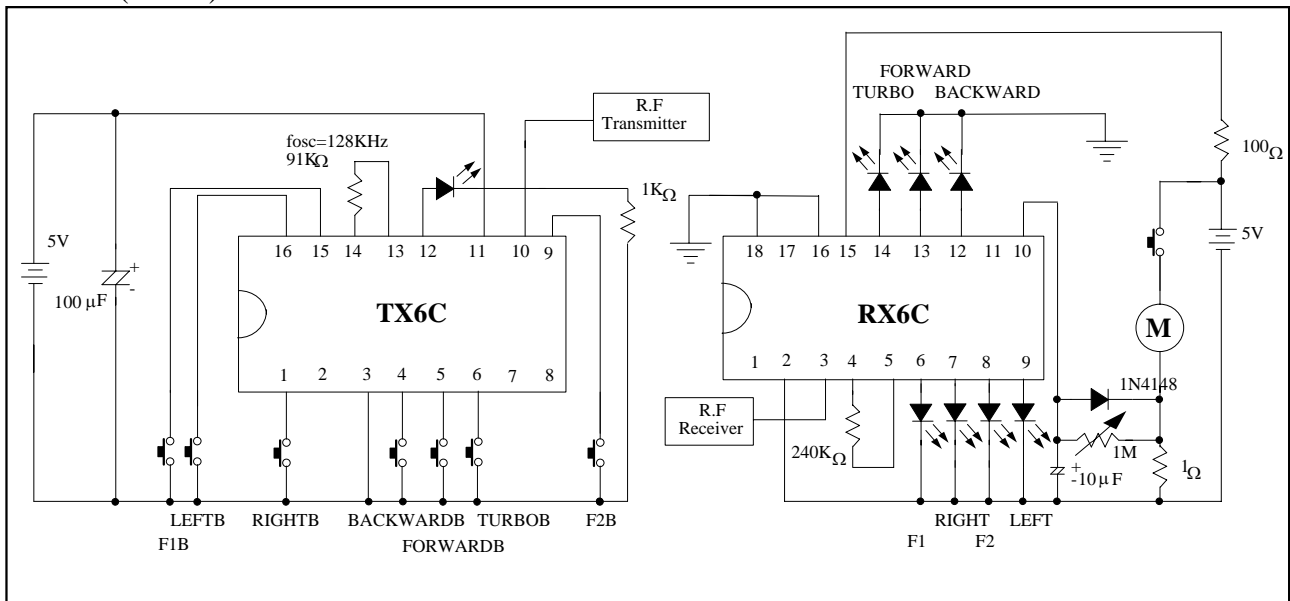 FORWARD
TURBO BACKWARD
R.F
Transmitter
fosc=128KHz
91KΩ
1KΩ
100Ω
5V
100 μF
+
-
16 15 14 13 12 11 10 9
TX6C
1 2 3 4 5 6 7 8
18 17 16 15 14 13 12 11 10
RX6C
1 2 3 4 5 6 7 8 9
5V
M
R.F
Receiver
240KΩ
1N4148
1M
+
-10 μF
1Ω
LEFTB RIGHTB BACKWARDB TURBOB F2B
F1B FORWARDB
RIGHT LEFT
F1 F2